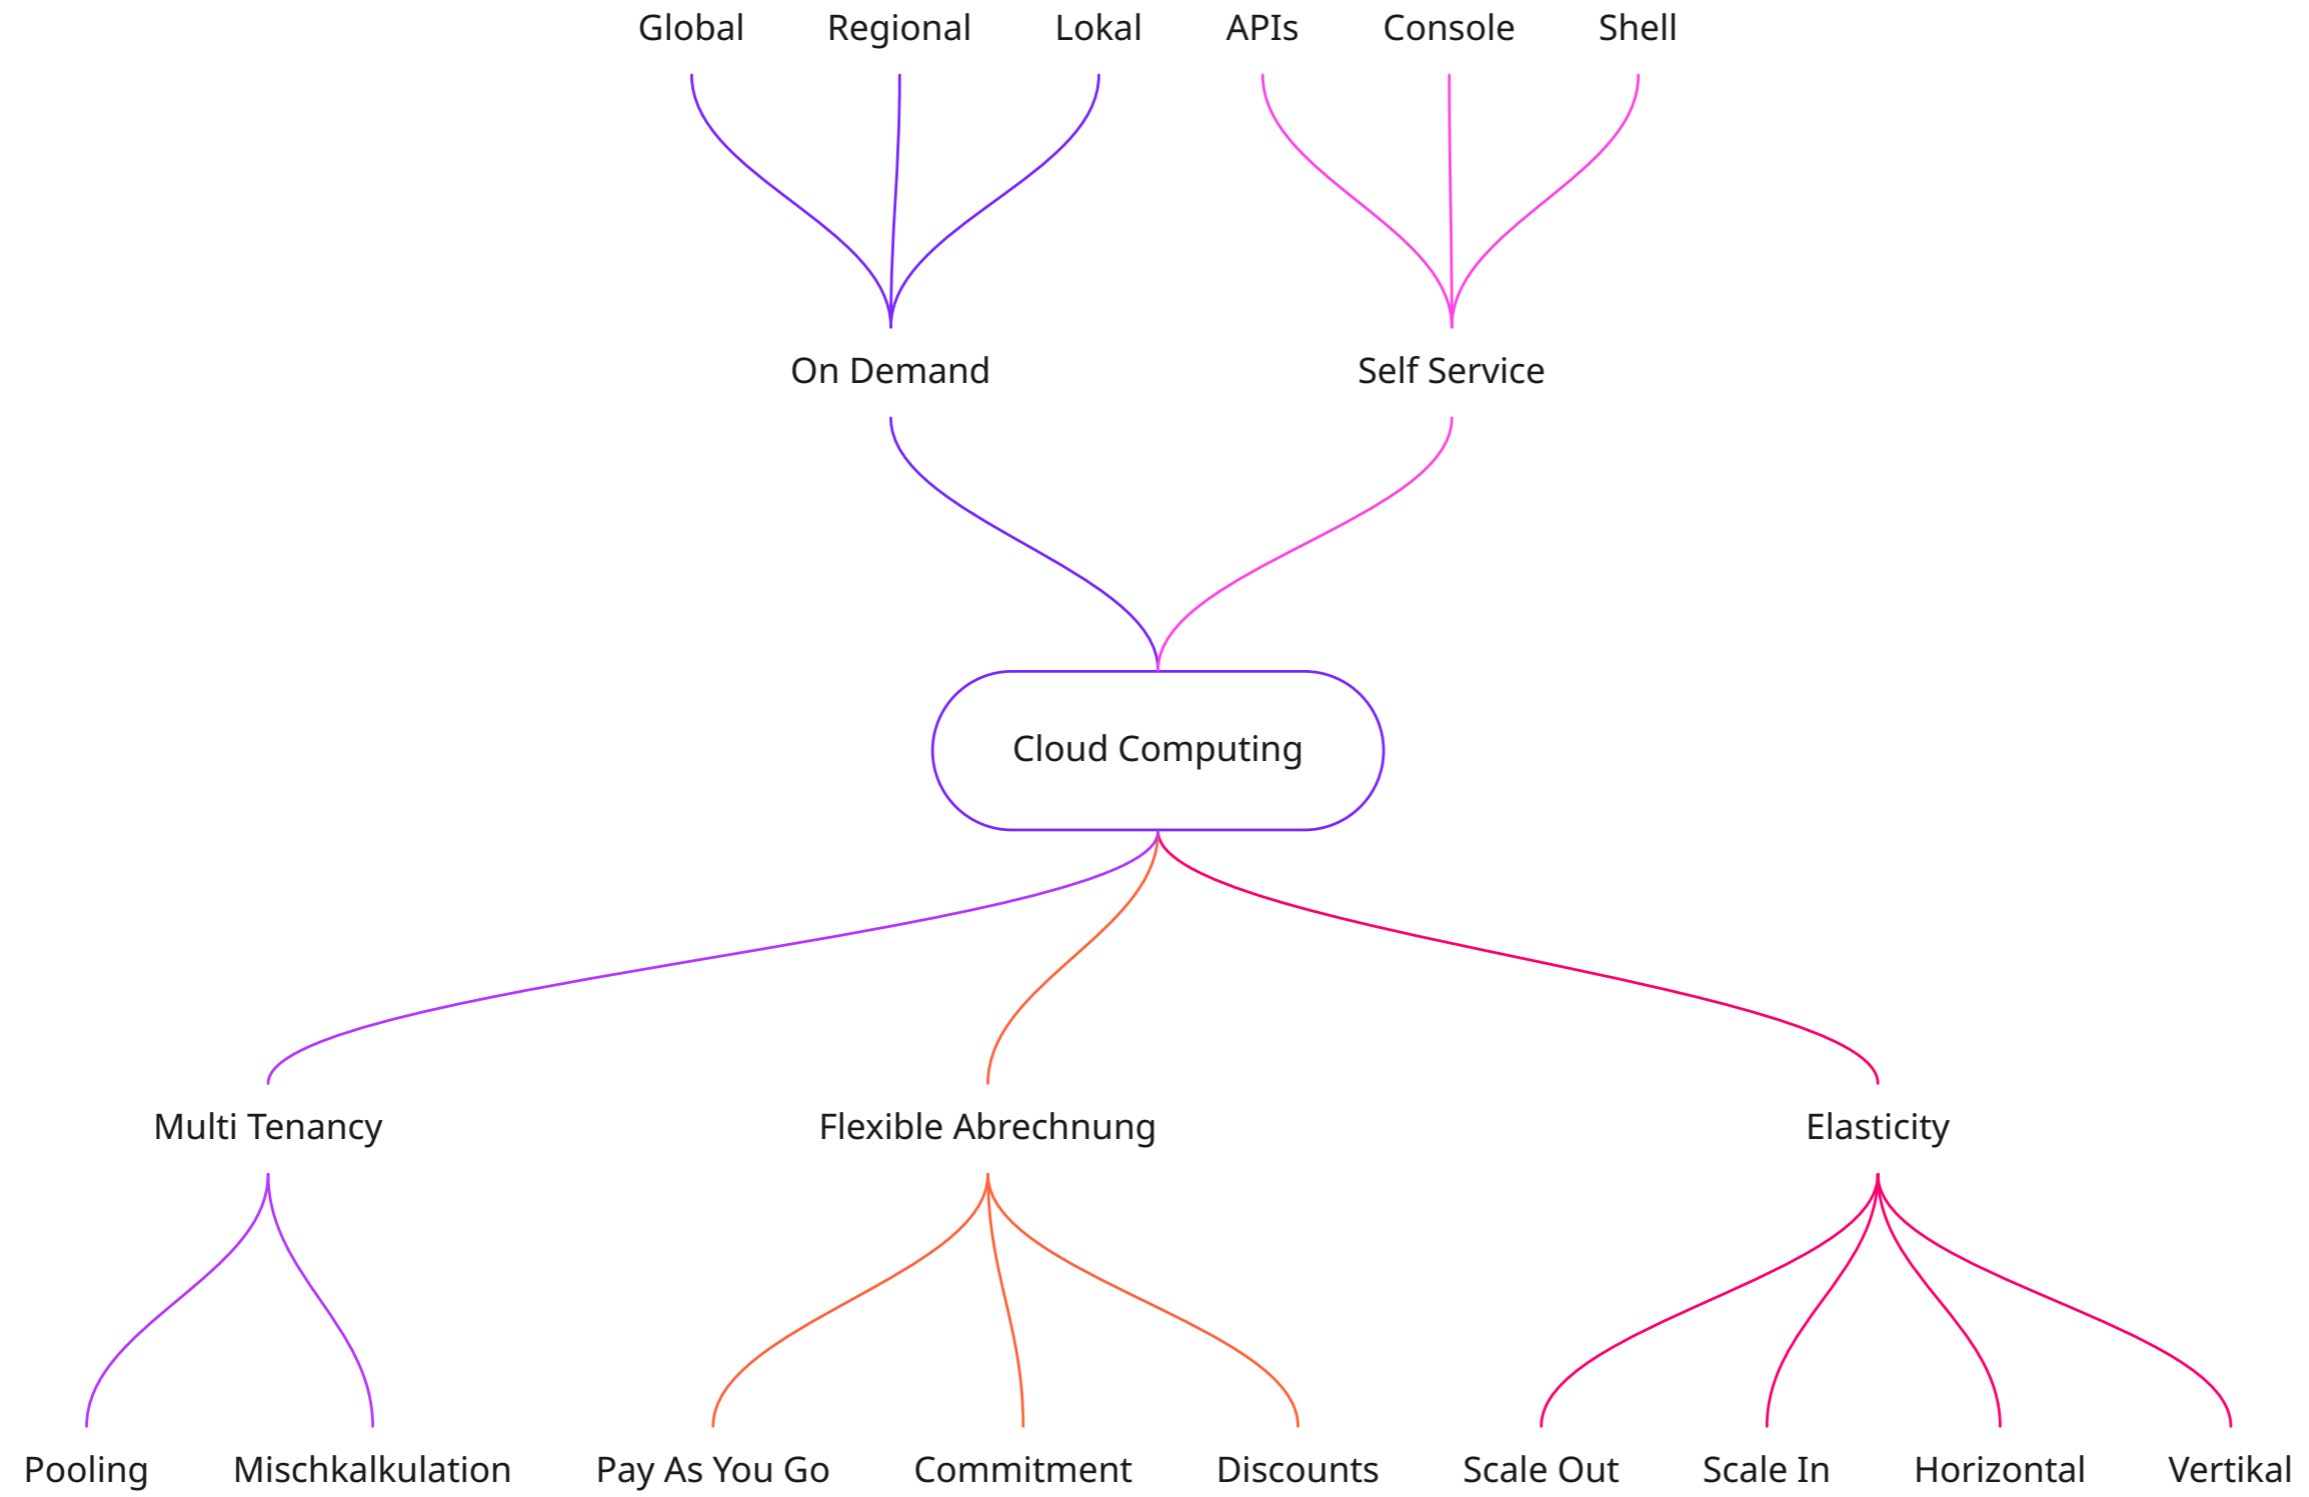 Global
Regional
Lokal
APIs
Console
Shell
On Demand
Self Service
Cloud Computing
Multi Tenancy
Flexible Abrechnung
Elasticity
Pooling
Mischkalkulation
Pay As You Go
Commitment
Discounts
Scale Out
Scale In
Horizontal
Vertikal